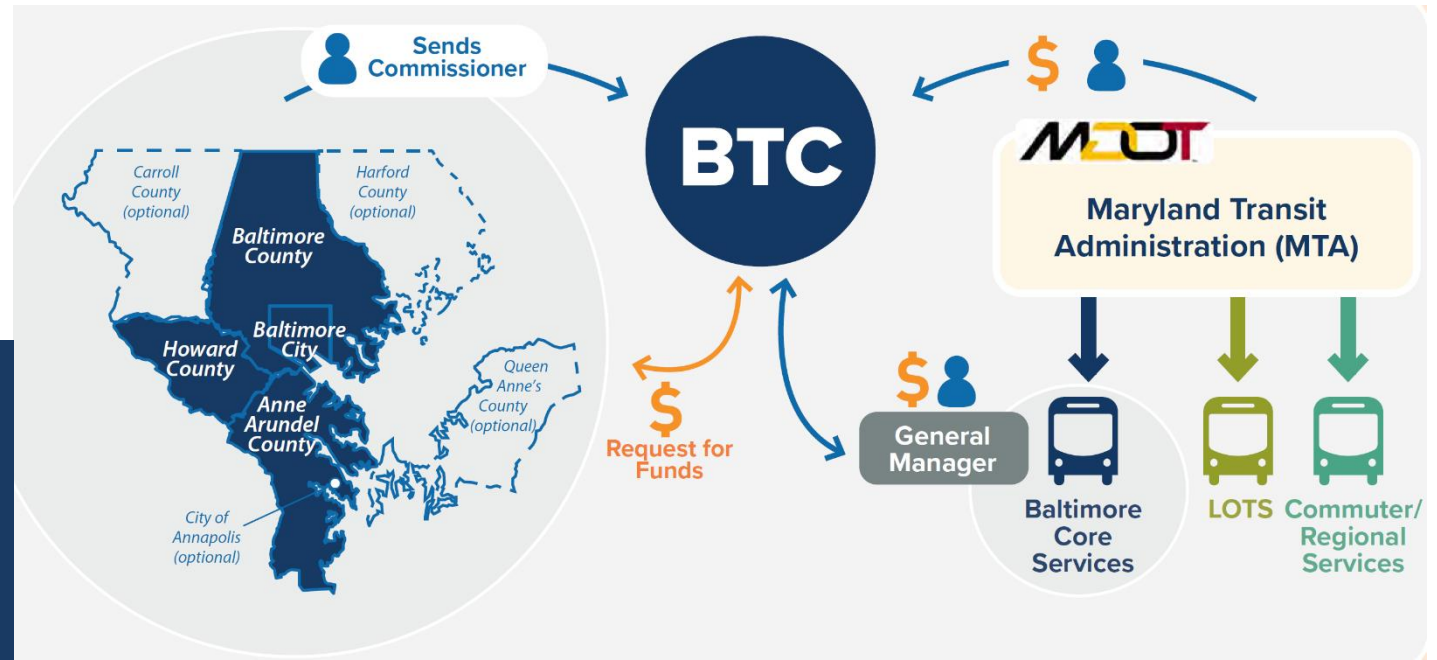 Sends
Commissioner
BTC
$
MDOT
Maryland Transit
Administration (MTA)
Carroll
County
(optional)
Harford
County
(optional)
Baltimore
County
Baltimore
City
Howard
County
Anne
Arundel
County
Queen
Anne's
County
(optional)
City of
Annapolis
(optional)
$
Request for
Funds
$
General
Manager
Baltimore
Core
Services
LOTS
Commuter/
Regional
Services